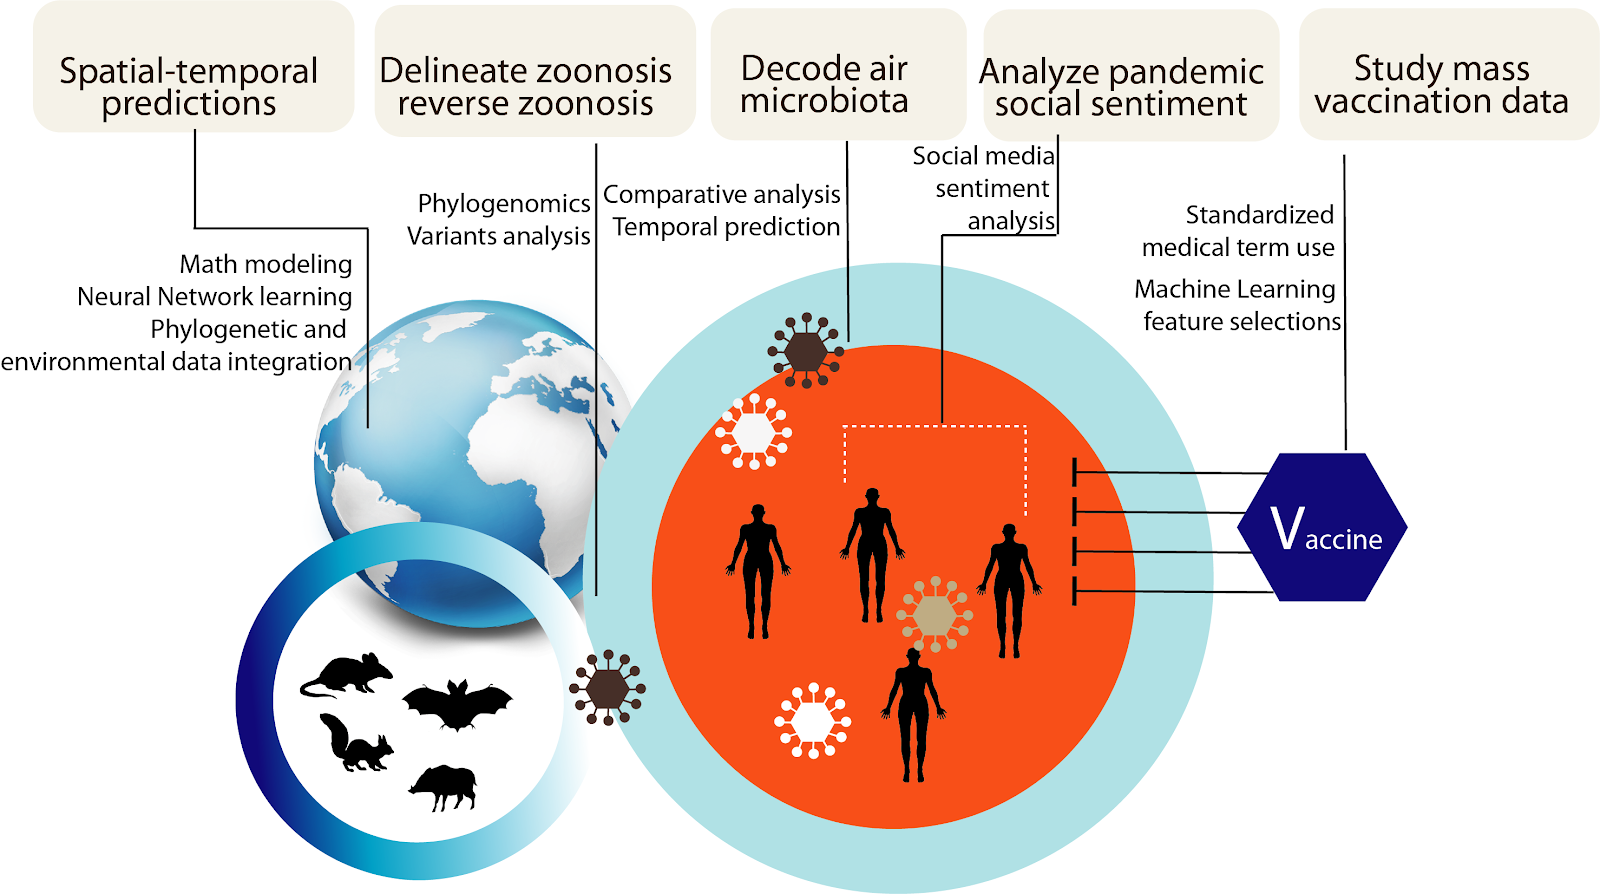 Spatial-temporal
predictions
Delineate zoonosis
reverse zoonosis
Decode air
microbiota
Analyze pandemic
social sentiment
Study mass
vaccination data
Math modeling
Neural Network learning
Phylogenetic and
environmental data integration
Phylogenomics
Variants analysis
Comparative analysis
Temporal prediction
Social media
sentiment
analysis
Standardized
medical term use
Machine Learning
feature selections
Vaccine